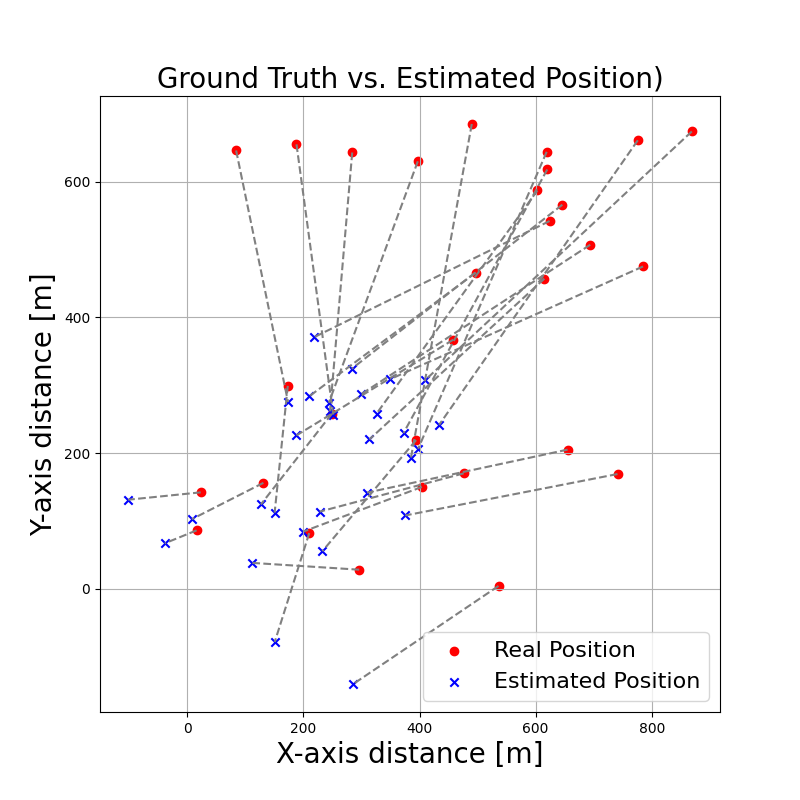 Ground Truth vs. Estimated Position)
600
400
200
0
Y-axis distance [m]
0 200 400 600 800
X-axis distance [m]
Real Position
Estimated Position